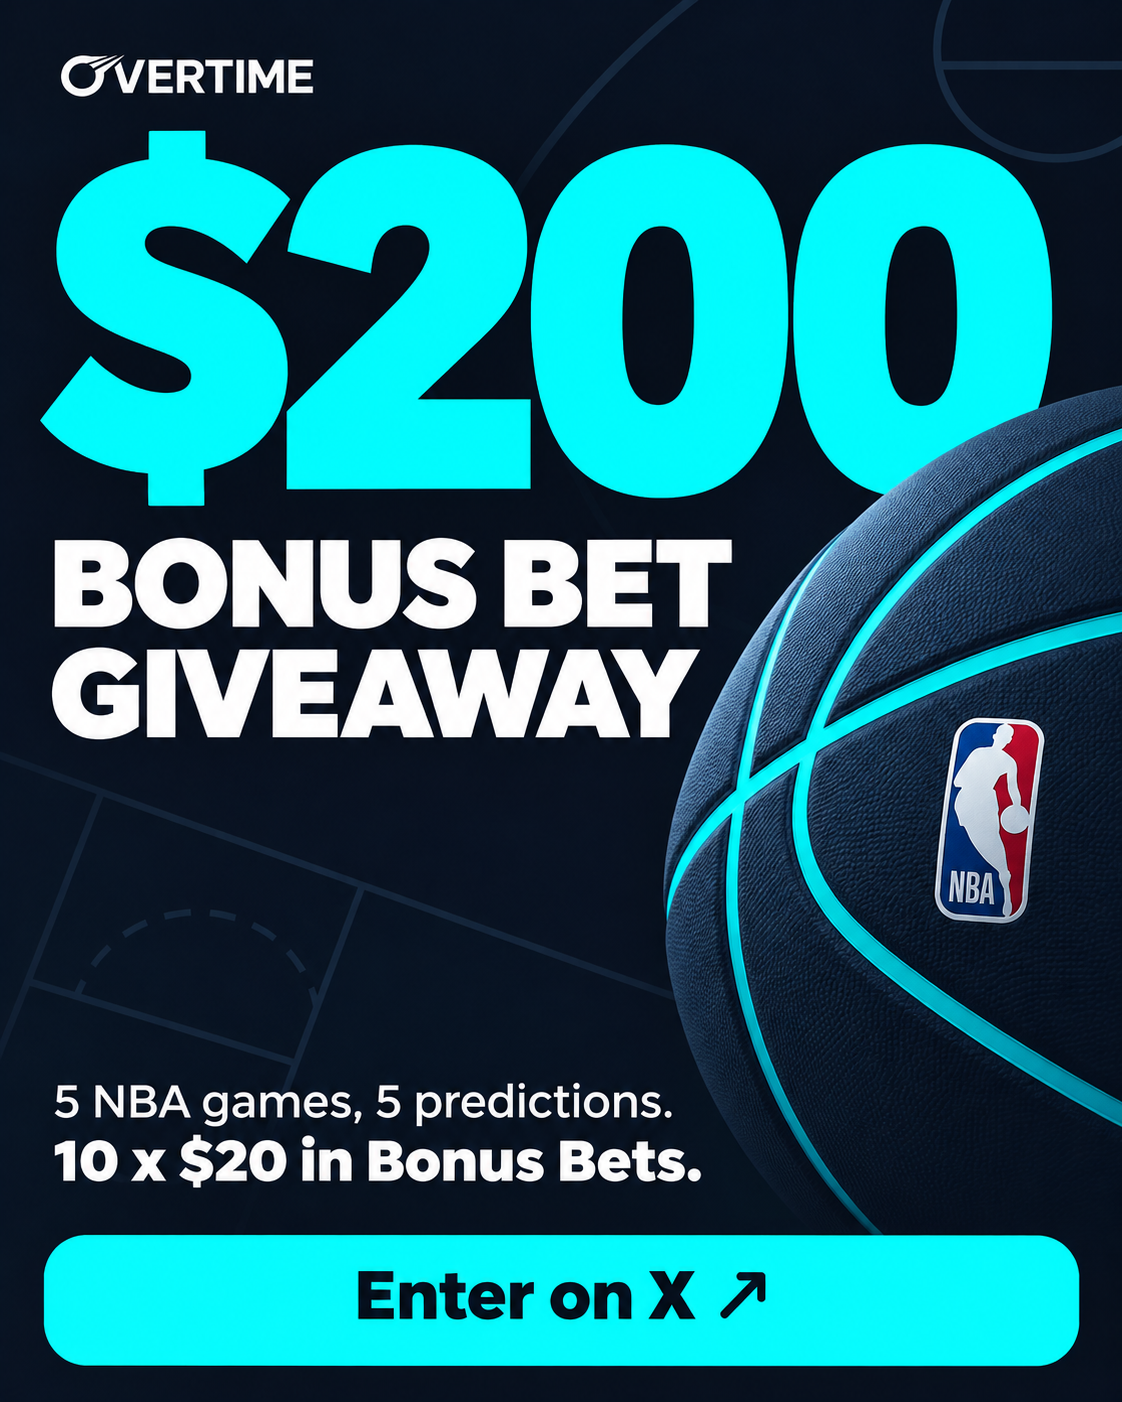 OVERTIME
$200
BONUS BET
GIVEAWAY
NBA
5 NBA games, 5 predictions.
10 x $20 in Bonus Bets.
Enter on X ↗